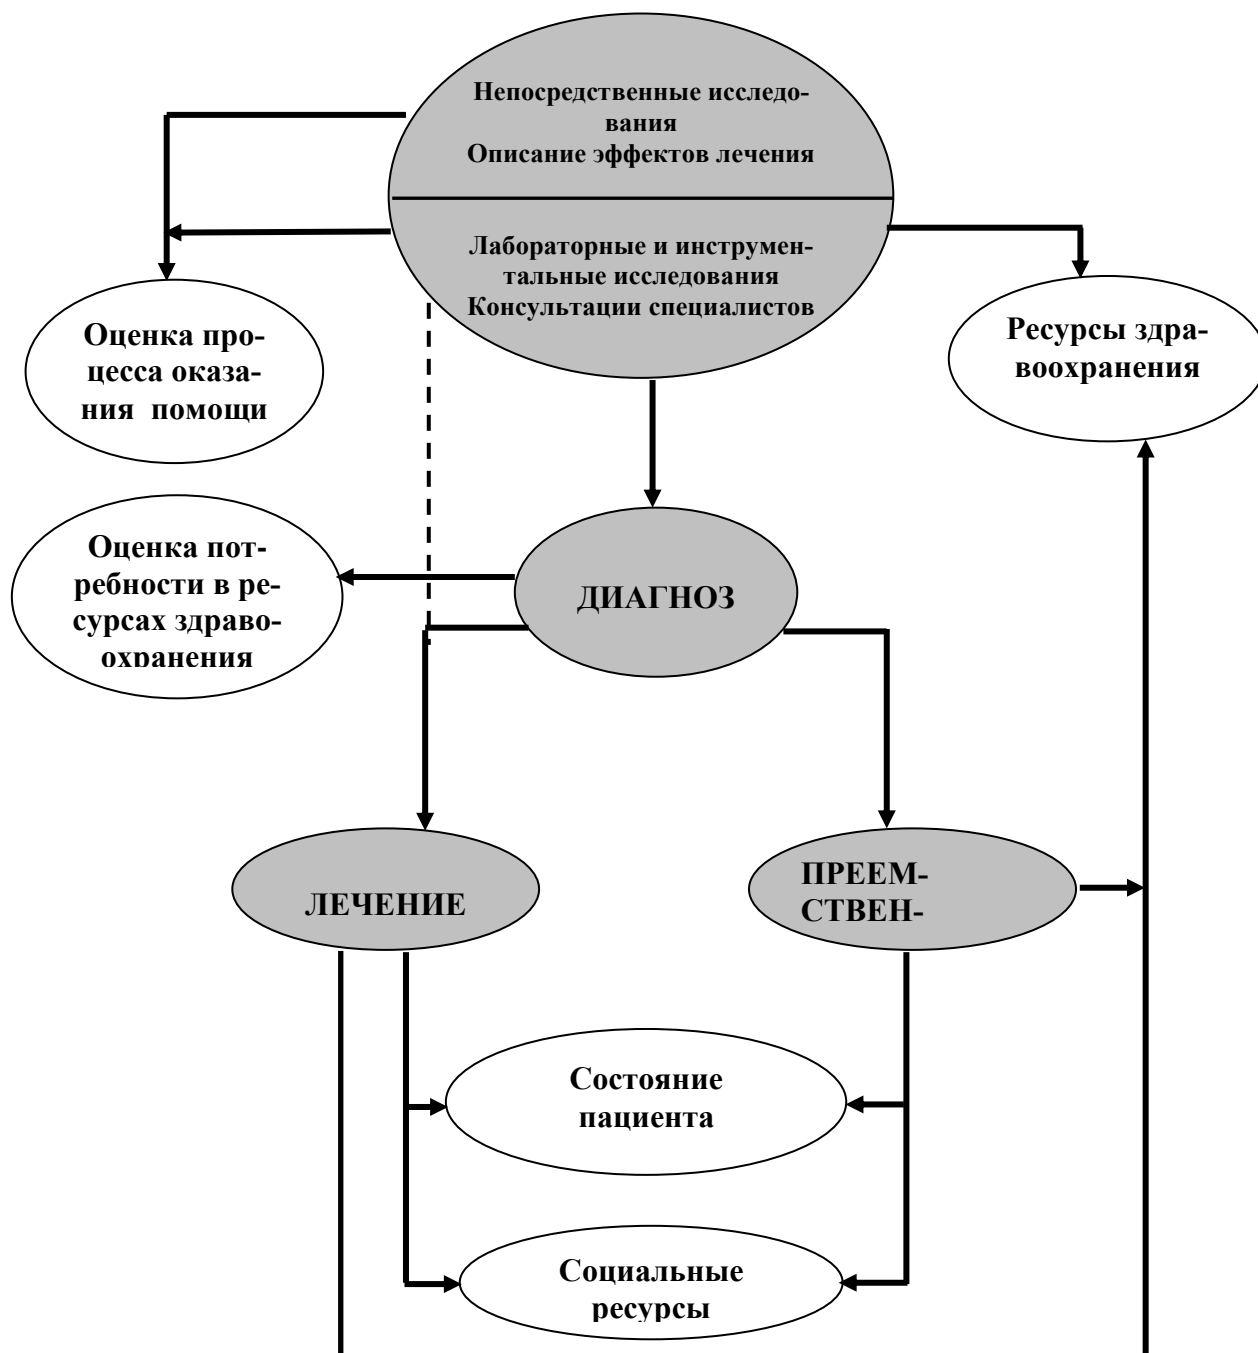 Непосредственные исследо-
вания
Описание эффектов лечения
Лабораторные и инструмен-
тальные исследования
Консультации специалистов
Оценка про-
цесса оказа-
ния помощи
Ресурсы здра-
воохранения
Оценка пот-
ребности в ре-
сурсах здраво-
охранения
ДИАГНОЗ
ЛЕЧЕНИЕ
ПРЕЕМ-
СТВЕН-
Состояние
пациента
Социальные
ресурсы